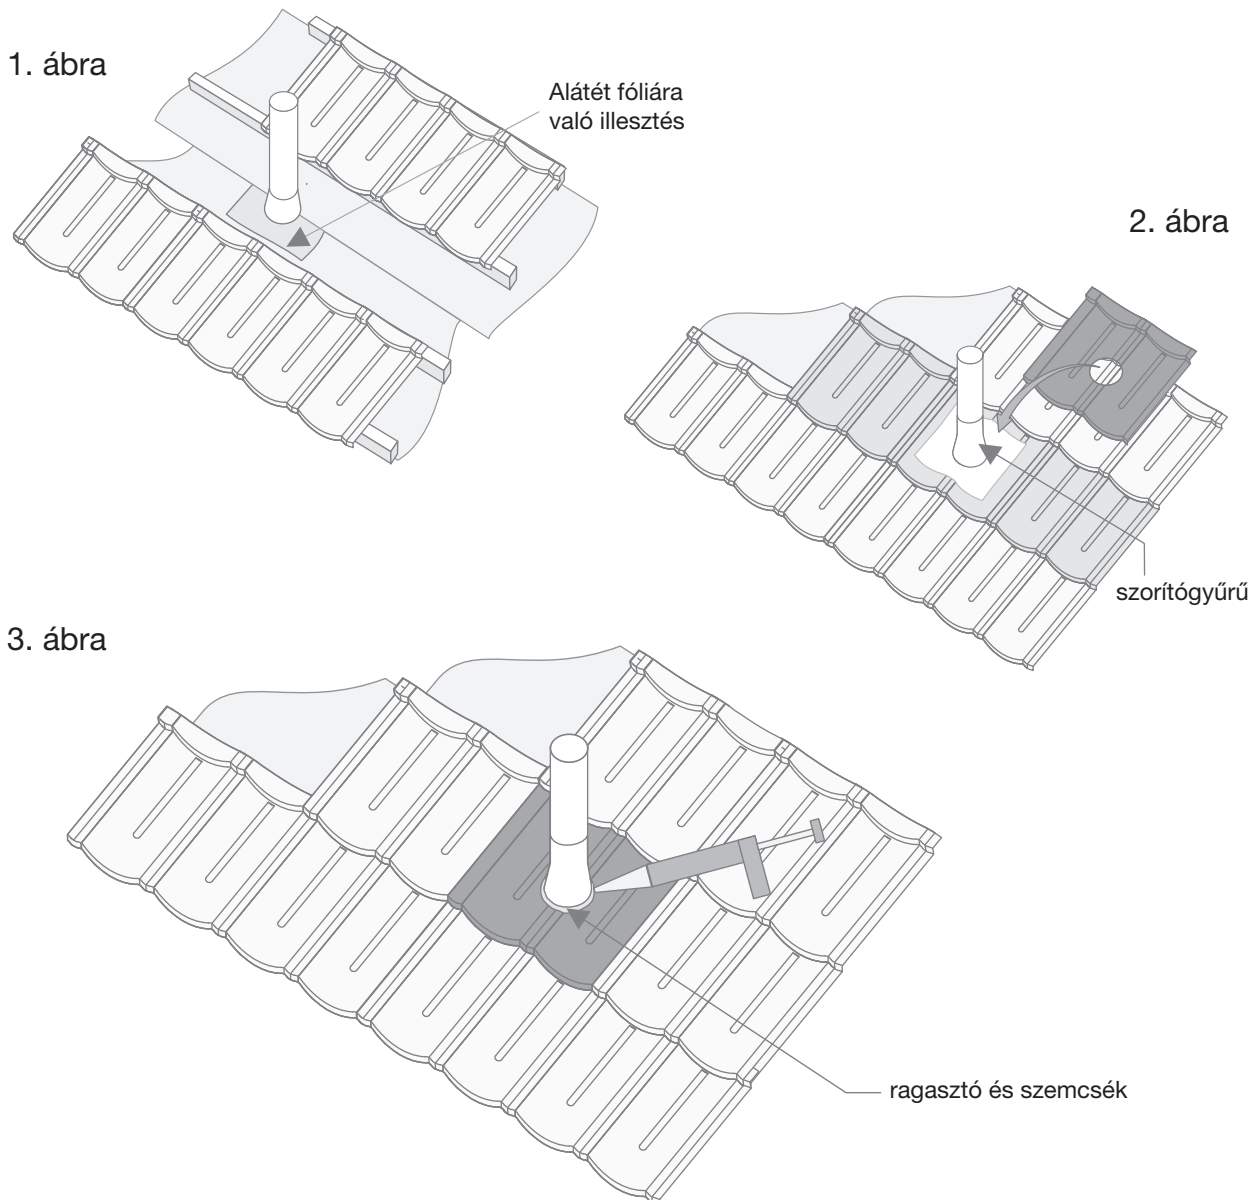 1. ábra
Alátét fóliára
való illesztés
2. ábra
szorítógyűrű
3. ábra
ragasztó és szemcsék